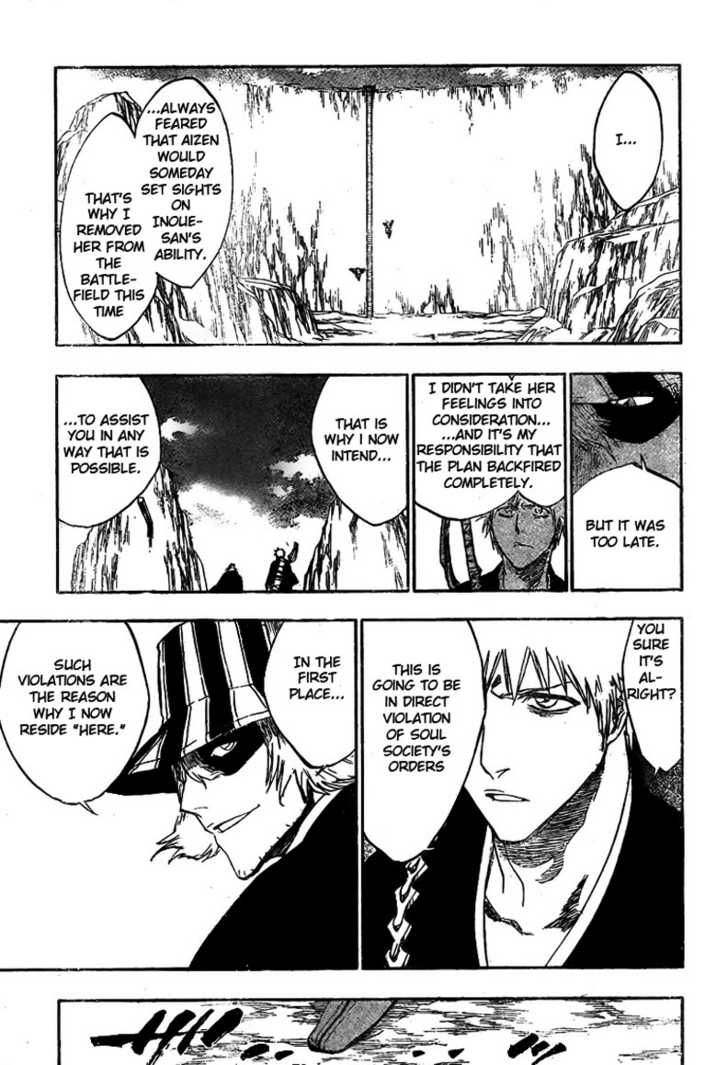 I...
...ALWAYS
FEARED
THAT AIZEN
WOULD
SOMEDAY
SET SIGHTS
ON
INOUE-
SAN'S
ABILITY.
THAT'S
WHY I
REMOVED
HER FROM
THE
BATTLE-
FIELD THIS
TIME
BUT IT WAS
TOO LATE.
I DIDN'T TAKE HER
FEELINGS INTO
CONSIDERATION...
...AND IT'S MY
RESPONSIBILITY THAT
THE PLAN BACKFIRED
COMPLETELY.
THAT IS
WHY I NOW
INTEND...
...TO ASSIST
YOU IN ANY
WAY THAT IS
POSSIBLE.
YOU
SURE
IT'S
AL-
RIGHT?
THIS IS
GOING TO BE
IN DIRECT
VIOLATION
OF SOUL
SOCIETY'S
ORDERS
IN THE
FIRST
PLACE...
SUCH
VIOLATIONS ARE
THE REASON
WHY I NOW
RESIDE "HERE."